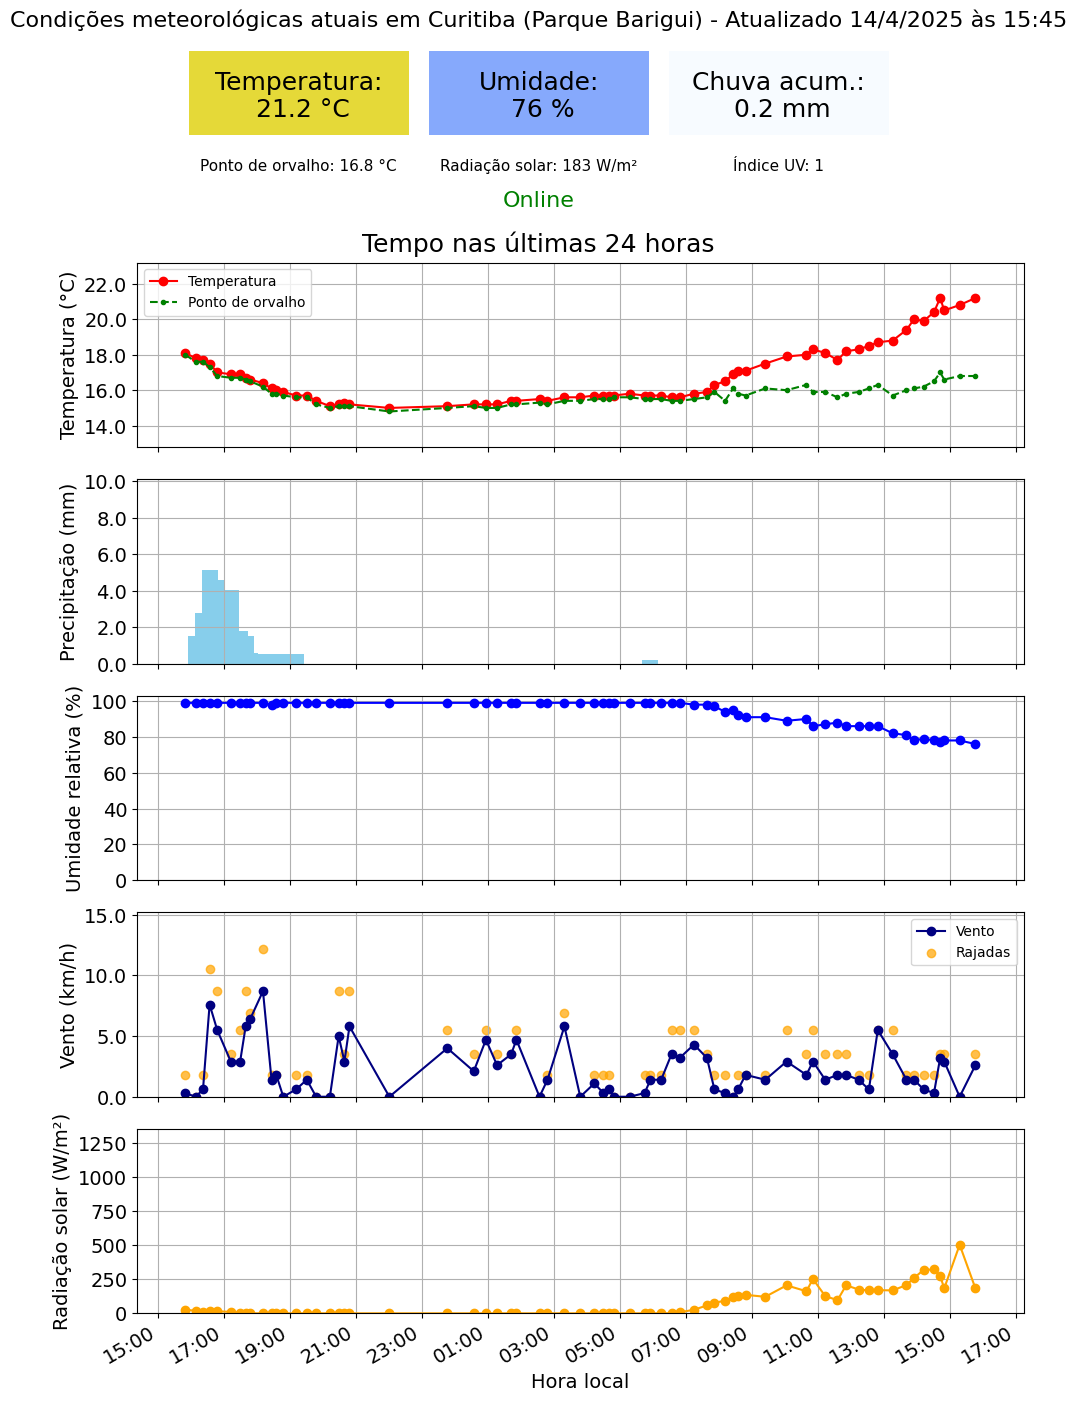 Condições meteorológicas atuais em Curitiba (Parque Barigui) - Atualizado 14/4/2025 às 15:45
Temperatura:
21.2 °C
Umidade:
76 %
Chuva acum.:
0.2 mm
Ponto de orvalho: 16.8 °C
Radiação solar: 183 W/m²
Índice UV: 1
Online
Tempo nas últimas 24 horas
Temperatura (°C)
22.0
20.0
18.0
16.0
14.0
Temperatura
Ponto de orvalho
Precipitação (mm)
10.0
8.0
6.0
4.0
2.0
0.0
Umidade relativa (%)
100
80
60
40
20
0
Vento (km/h)
15.0
10.0
5.0
0.0
Vento
Rajadas
Radiação solar (W/m²)
1250
1000
750
500
250
0
15:00
17:00
19:00
21:00
23:00
01:00
03:00
05:00
07:00
09:00
11:00
13:00
15:00
17:00
Hora local